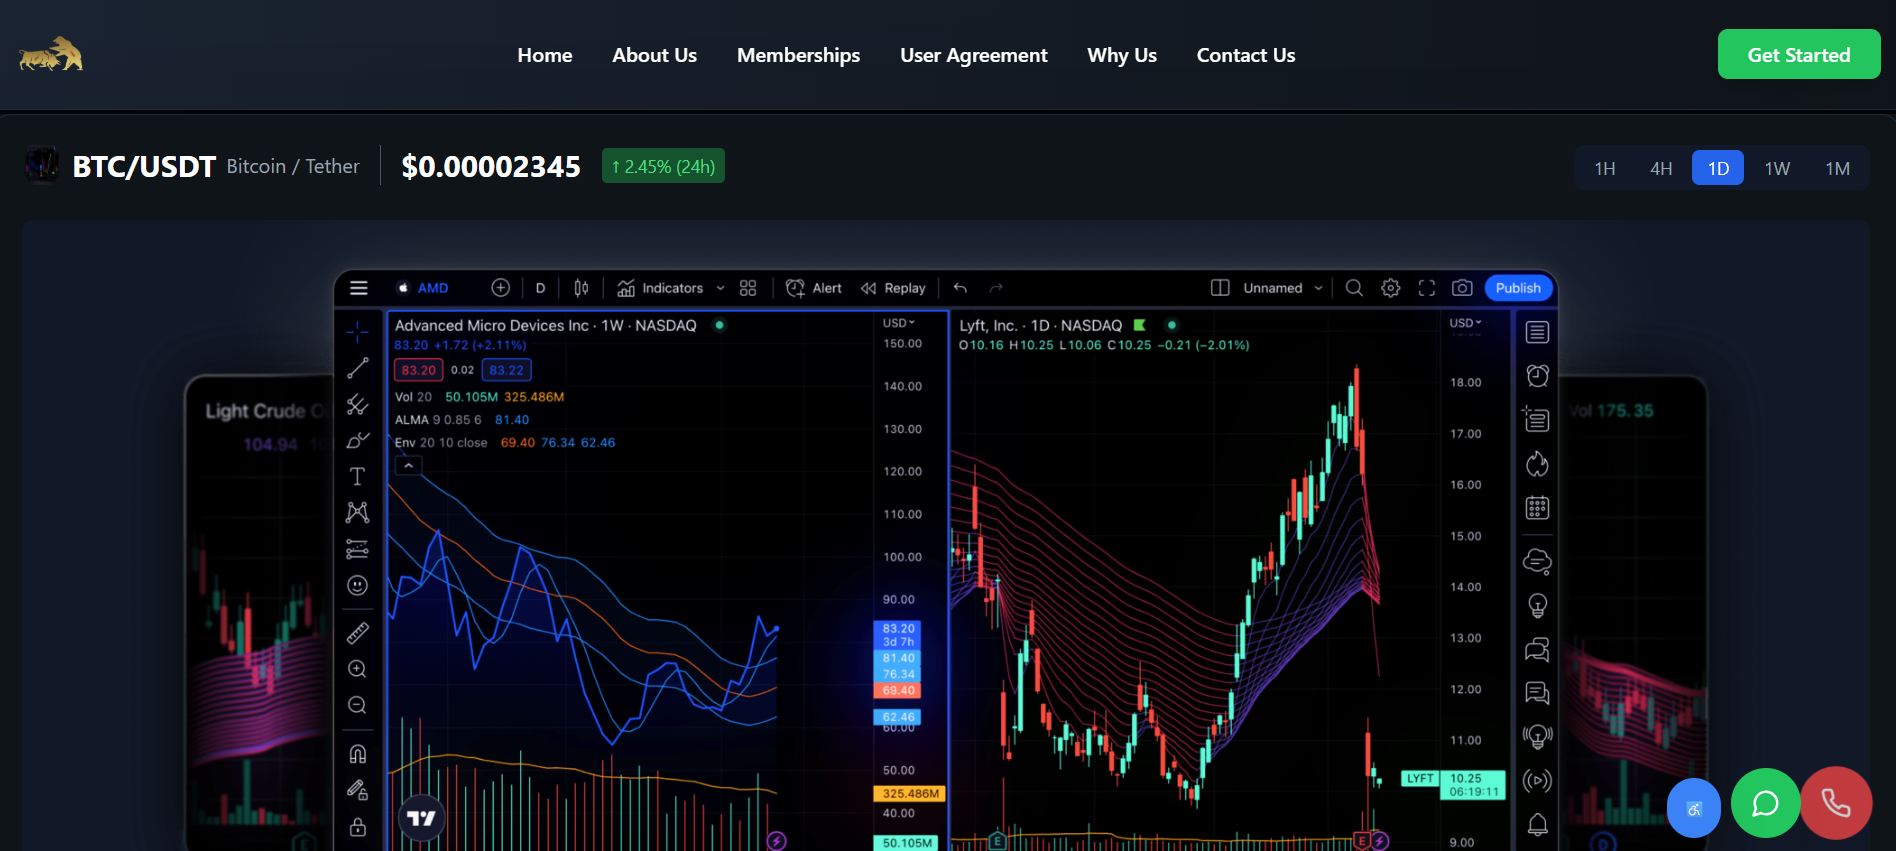 Home About Us Memberships User Agreement Why Us Contact Us Get Started
BTC/USDT Bitcoin / Tether $0.00002345 ↑ 2.45% (24h) 1H 4H 1D 1W 1M
AMD D Indicators Alert Replay Unnamed Publish
Advanced Micro Devices Inc · 1W · NASDAQ
83.20 +1.72 (+2.11%)
83.20 0.02 83.22
Vol 20 50.105M 325.486M
ALMA 9 0.85 6 81.40
Env 20 10 close 69.40 76.34 62.46
USD
150.00
140.00
130.00
120.00
110.00
100.00
90.00
83.20
3d 7h
81.40
76.34
69.40
62.46
60.00
50.00
325.486M
40.00
50.105M
Lyft, Inc. · 1D · NASDAQ
O10.16 H10.25 L10.06 C10.25 −0.21 (−2.01%)
USD
18.00
17.00
16.00
15.00
14.00
13.00
12.00
11.00
LYFT 10.25
06:19:11
9.00
E
E
Light Crude
104.94
Vol 175.35
E
D